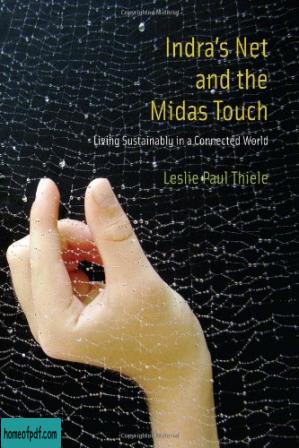 Indra's Net
and the
Midas Touch
Living Sustainably in a Connected World
Leslie Paul Thiele
homeofpdf.com